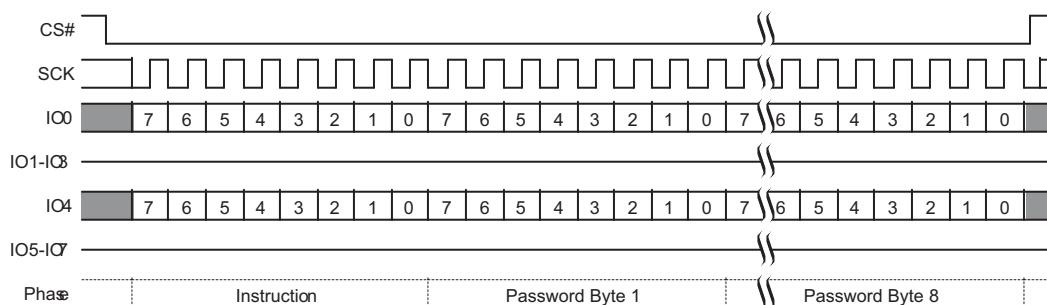 CS#
SCK
IO0 7 6 5 4 3 2 1 0 7 6 5 4 3 2 1 0 7 6 5 4 3 2 1 0
IO1-IO3
IO4 7 6 5 4 3 2 1 0 7 6 5 4 3 2 1 0 7 6 5 4 3 2 1 0
IO5-IO7
Phase Instruction Password Byte 1 Password Byte 8